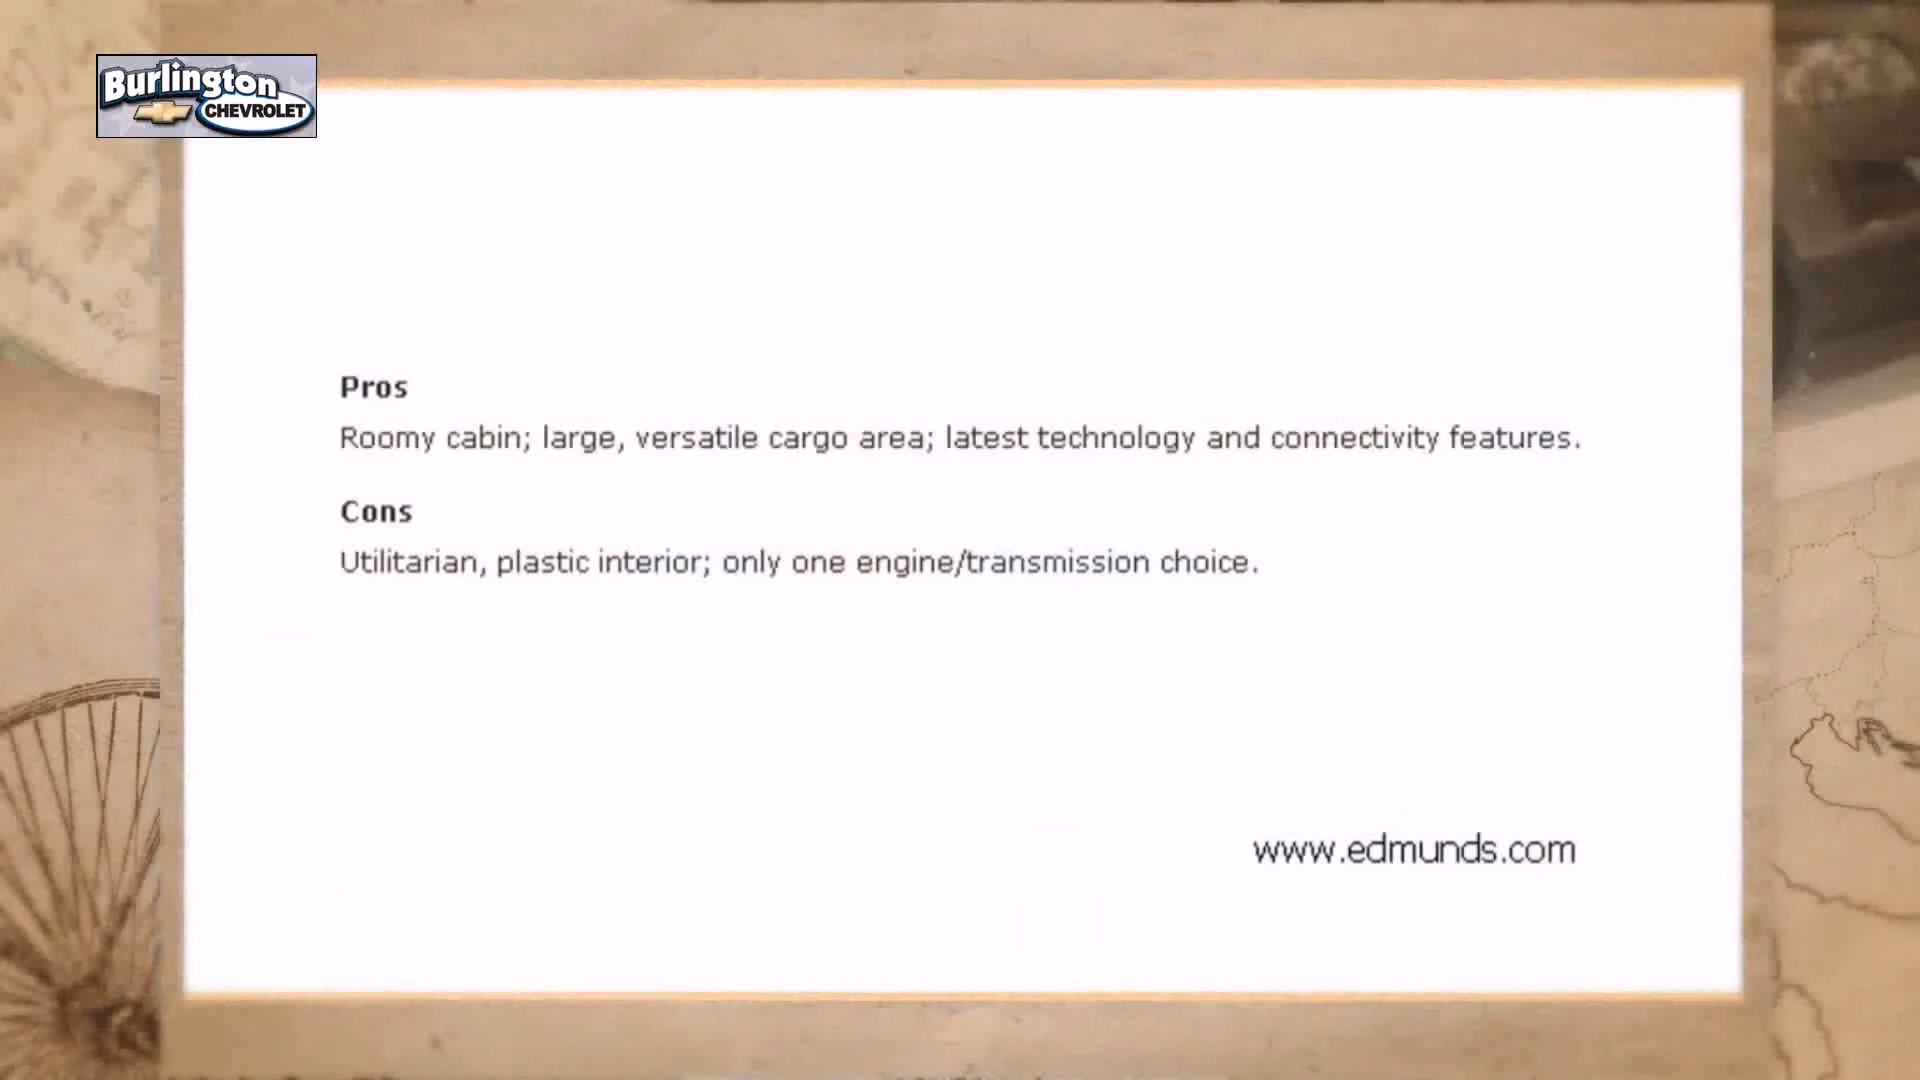 Burlington
CHEVROLET
Pros
Roomy cabin; large, versatile cargo area; latest technology and connectivity features.
Cons
Utilitarian, plastic interior; only one engine/transmission choice.
www.edmunds.com